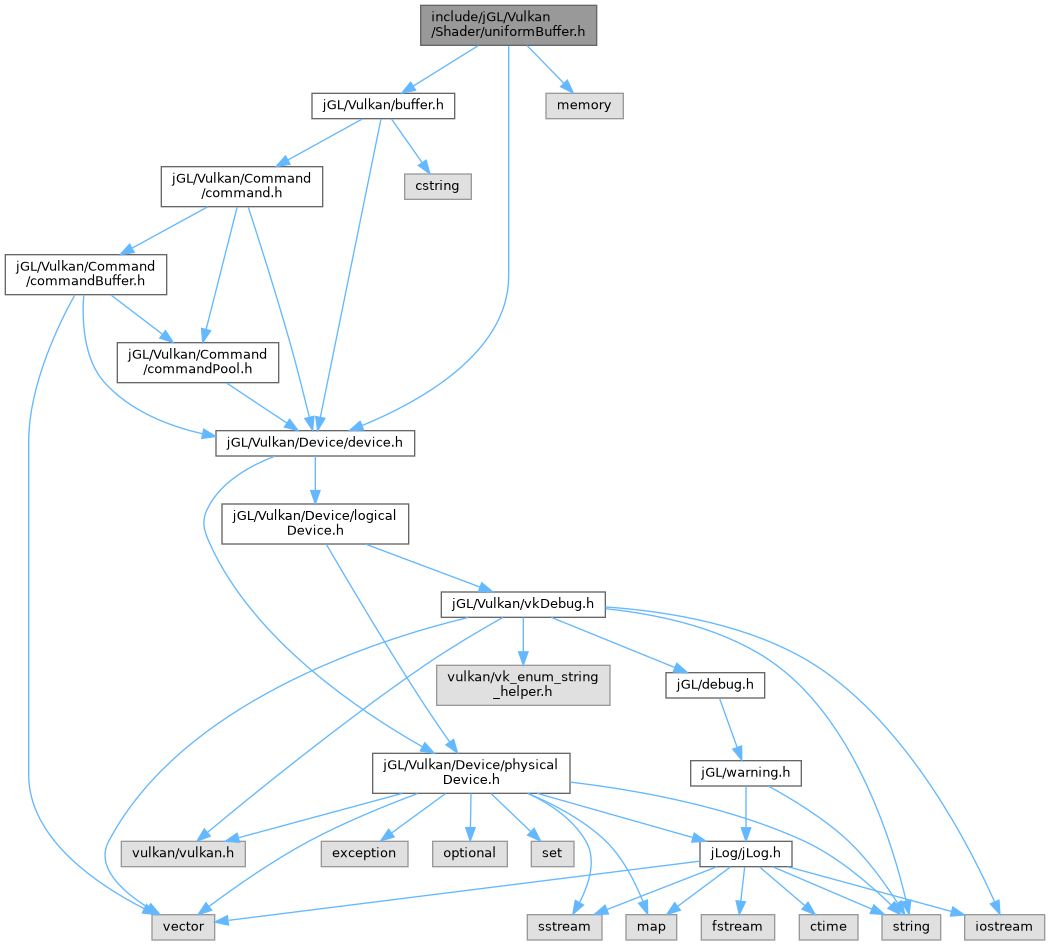 include/jGL/Vulkan
/Shader/uniformBuffer.h
jGL/Vulkan/buffer.h
memory
jGL/Vulkan/Command
/command.h
cstring
jGL/Vulkan/Command
/commandBuffer.h
jGL/Vulkan/Command
/commandPool.h
jGL/Vulkan/Device/device.h
jGL/Vulkan/Device/logical
Device.h
jGL/Vulkan/vkDebug.h
vulkan/vk_enum_string
_helper.h
jGL/debug.h
jGL/Vulkan/Device/physical
Device.h
jGL/warning.h
vulkan/vulkan.h
exception
optional
set
jLog/jLog.h
vector
sstream
map
fstream
ctime
string
iostream